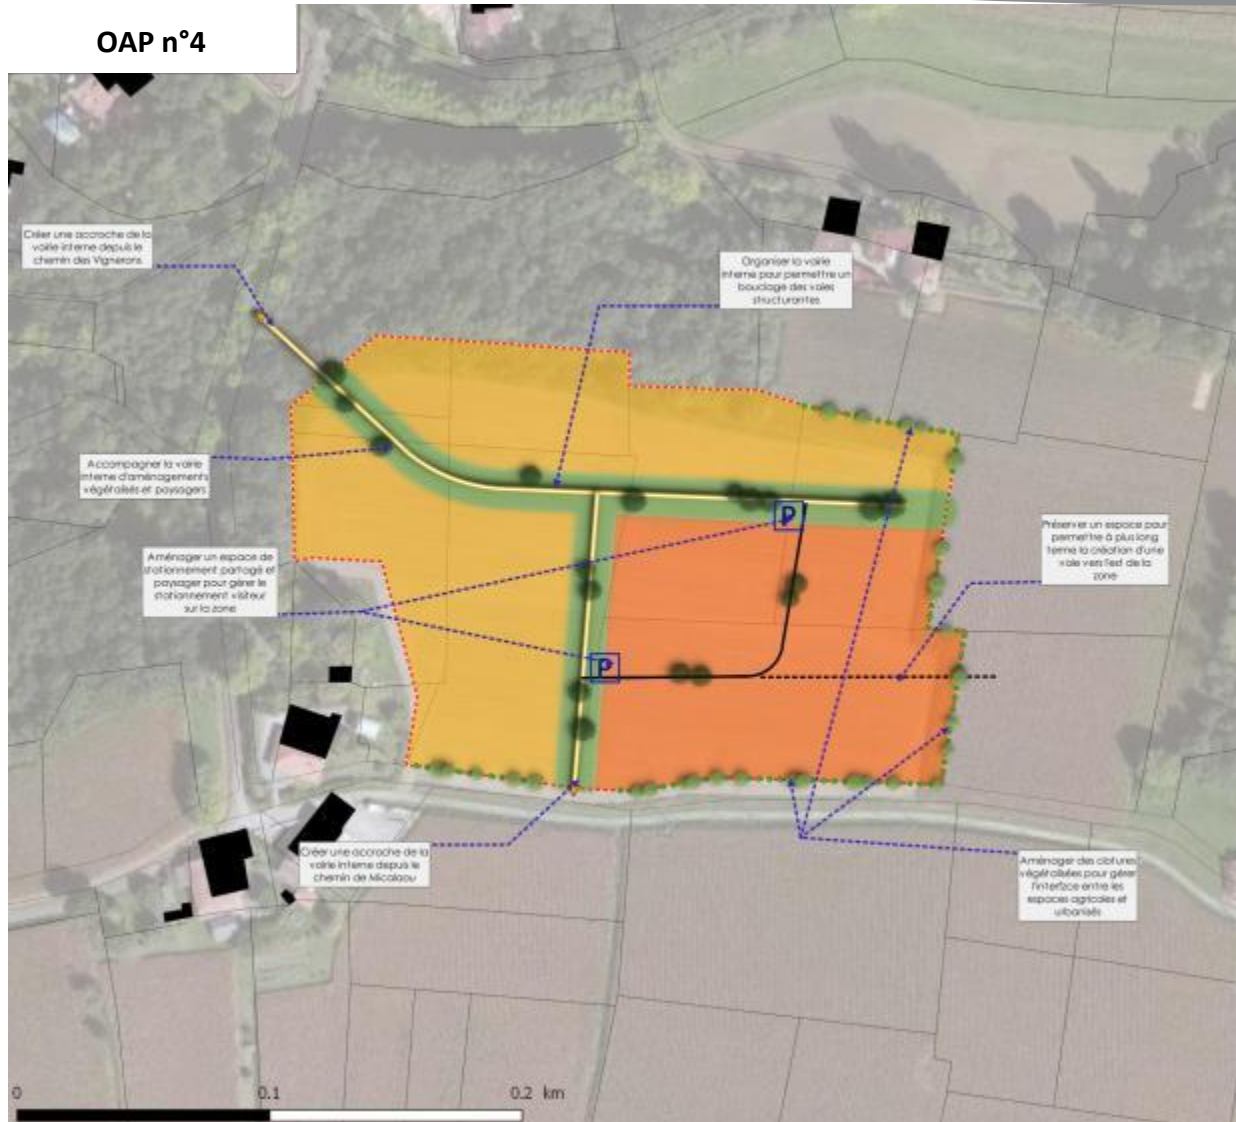 OAP n°4
Créer une accroche de la
voirie interne depuis le
chemin des Vignerons
Organiser la voirie
interne pour permettre un
bouclage des voies
structurantes
Accompagner la voirie
interne d'aménagements
végétalisés et paysagers
Aménager un espace de
stationnement partagé et
paysager pour gérer le
stationnement visiteur
sur la zone
Préserver un espace pour
permettre à plus long
terme la création d'une
voie vers l'est de la
zone
P
P
Créer une accroche de la
voirie interne depuis le
chemin de Micalaou
Aménager des clotures
végétalisées pour gérer
l'interface entre les
espaces agricoles et
urbanisés
0 0.1 0.2 km